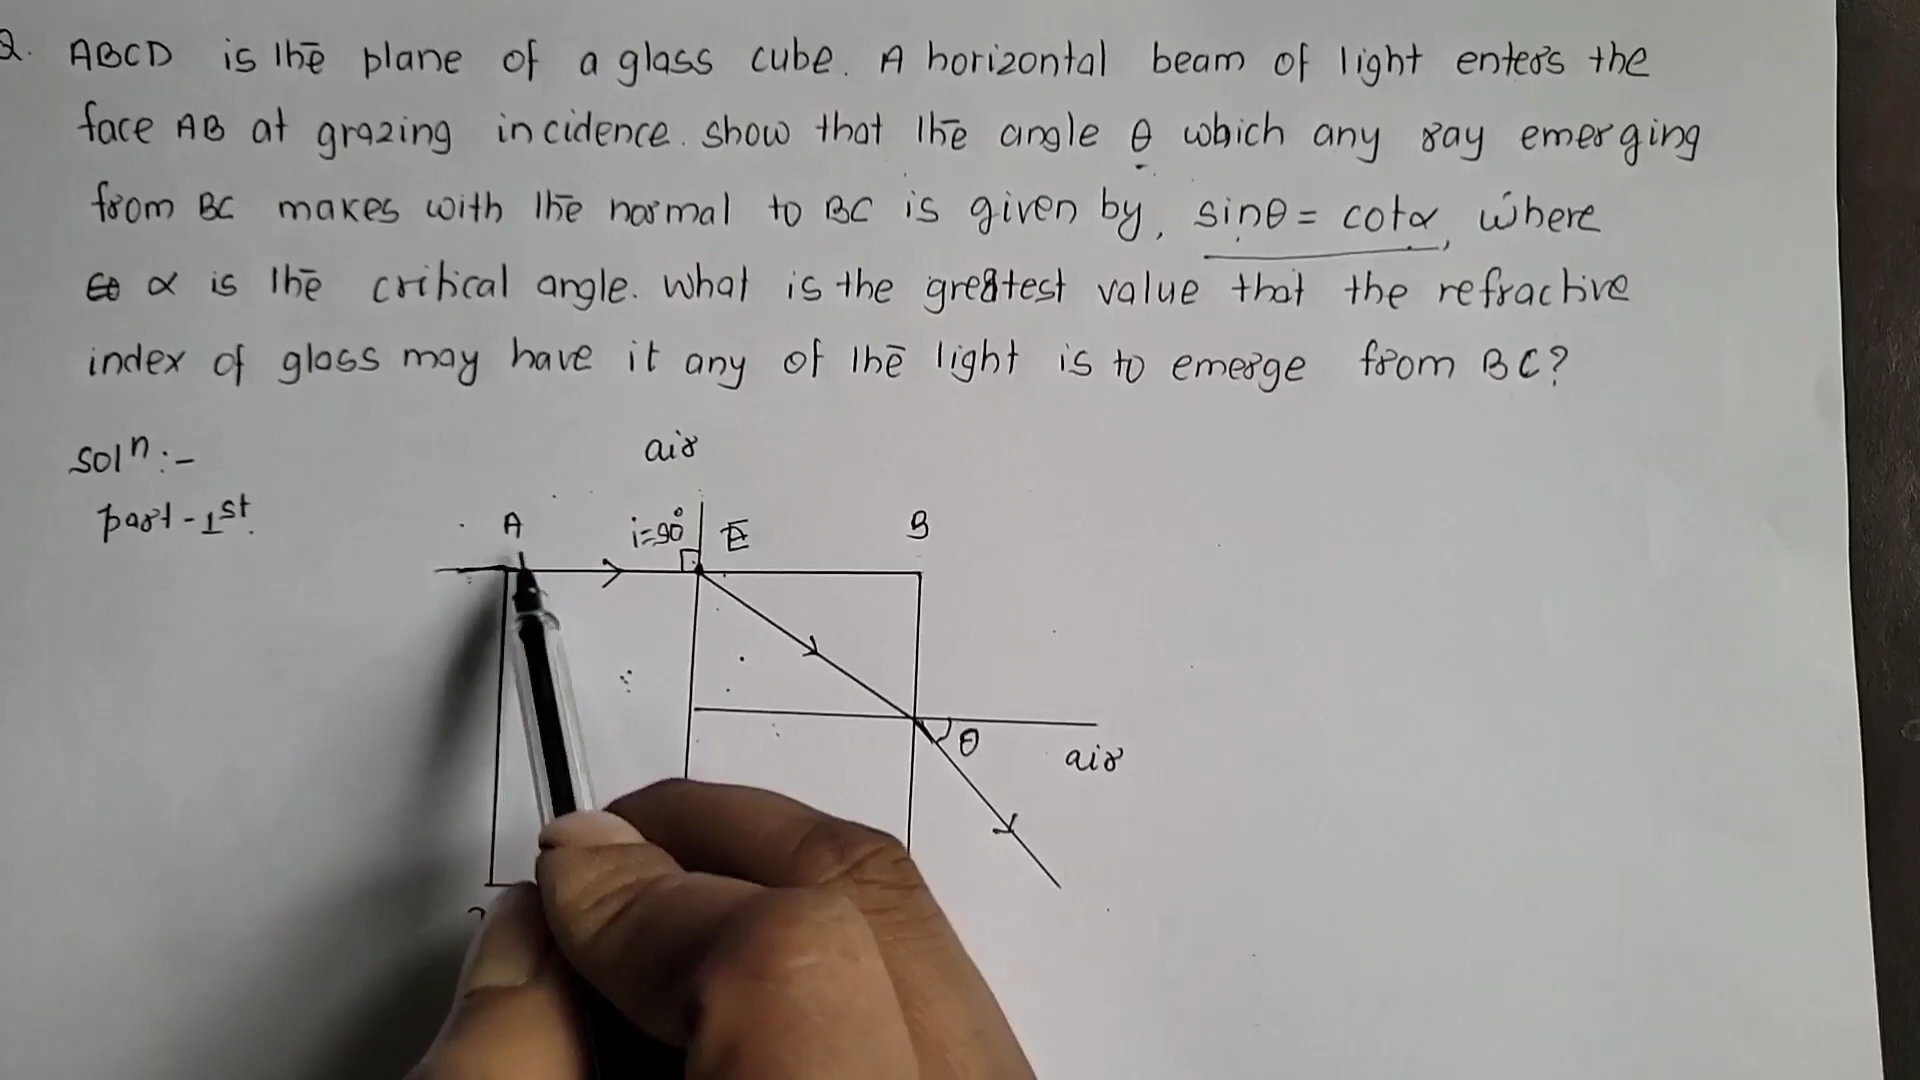 2. ABCD is the plane of a glass cube. A horizontal beam of light enters the
face AB at grazing incidence. show that the angle θ which any ray emerging
from BC makes with the normal to BC is given by, sinθ = cotα, where
α is the critical angle. what is the greatest value that the refractive
index of glass may have it any of the light is to emerge from BC?
Solⁿ :-
part - 1st.
air
A
i=90°
E
B
θ
air